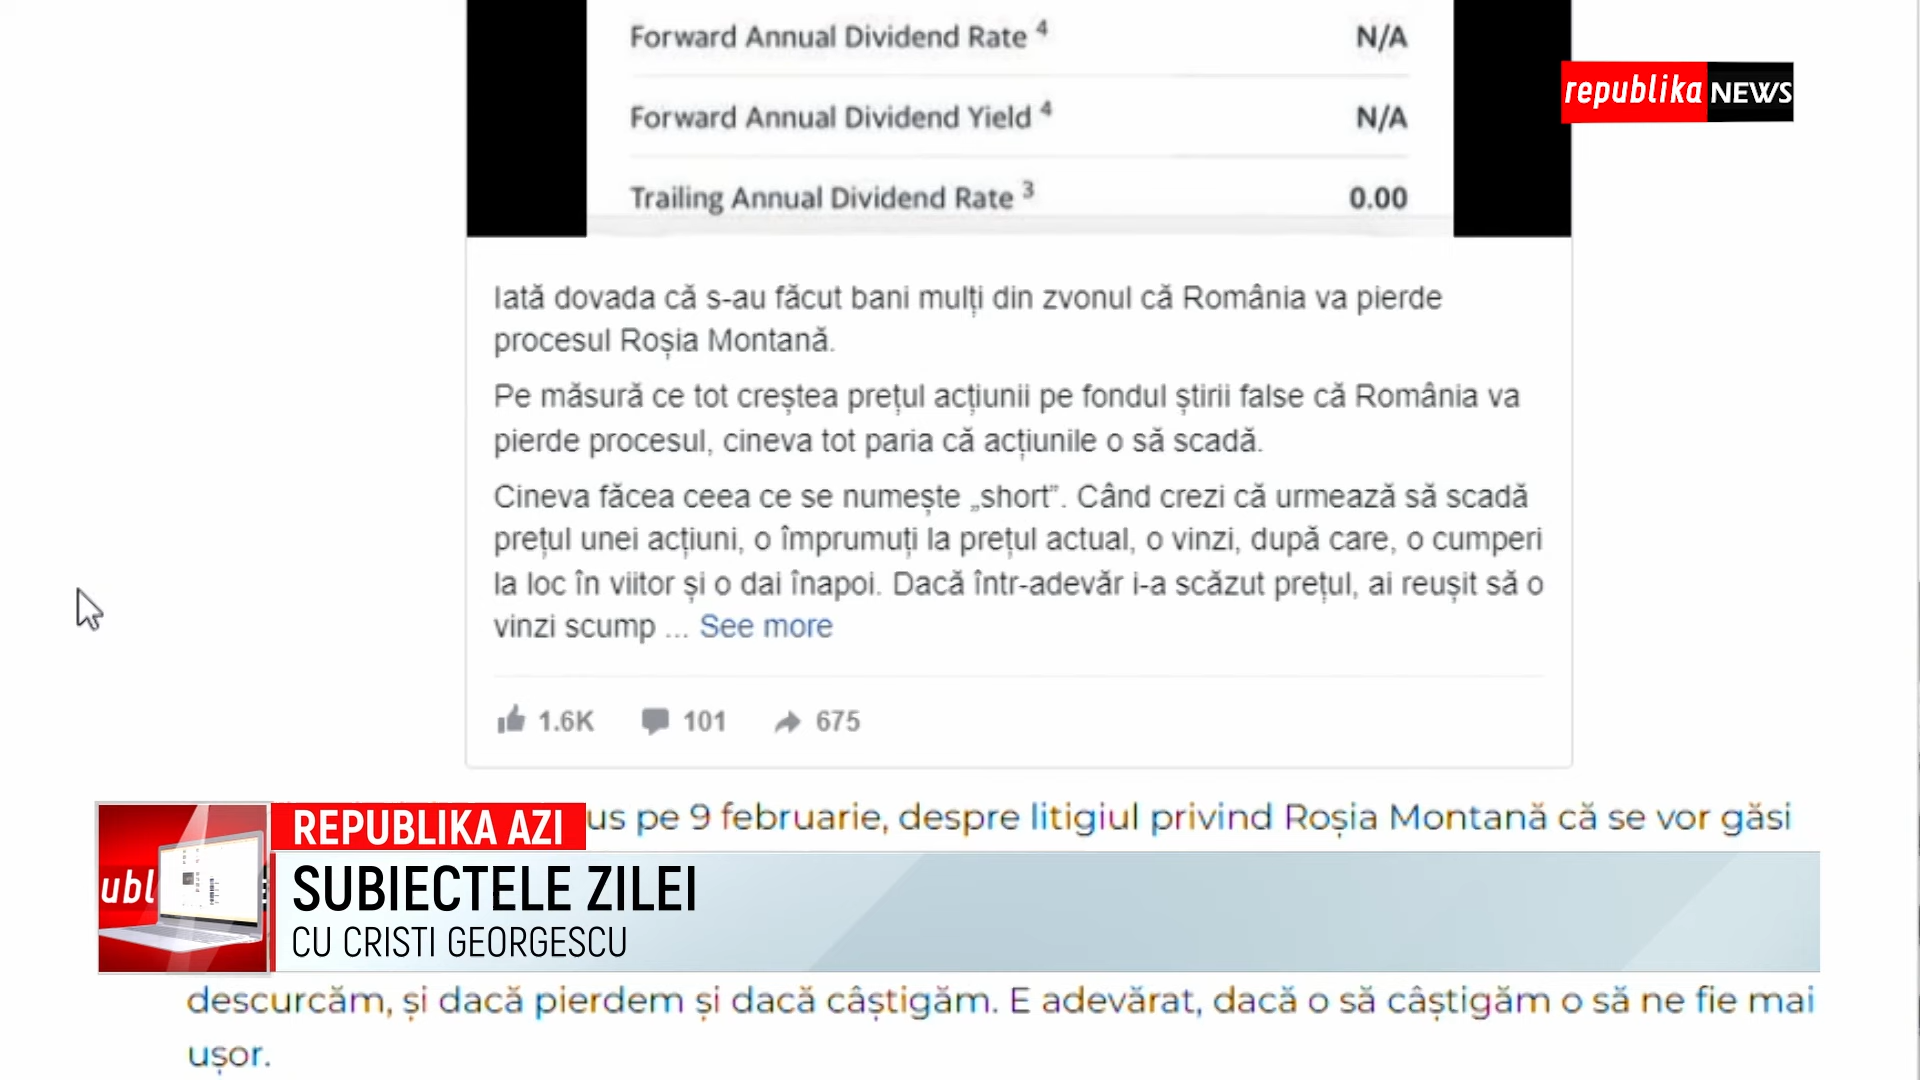 Forward Annual Dividend Rate 4 N/A
republika NEWS
Forward Annual Dividend Yield 4 N/A
Trailing Annual Dividend Rate 3 0.00
Iată dovada că s-au făcut bani mulți din zvonul că România va pierde
procesul Roșia Montană.
Pe măsură ce tot creștea prețul acțiunii pe fondul știrii false că România va
pierde procesul, cineva tot paria că acțiunile o să scadă.
Cineva făcea ceea ce se numește „short”. Când crezi că urmează să scadă
prețul unei acțiuni, o împrumuți la prețul actual, o vinzi, după care, o cumperi
la loc în viitor și o dai înapoi. Dacă într-adevăr i-a scăzut prețul, ai reușit să o
vinzi scump ... See more
1.6K 101 675
us pe 9 februarie, despre litigiul privind Roșia Montană că se vor găsi
REPUBLIKA AZI
ubl
SUBIECTELE ZILEI
CU CRISTI GEORGESCU
descurcăm, și dacă pierdem și dacă câștigăm. E adevărat, dacă o să câștigăm o să ne fie mai
ușor.